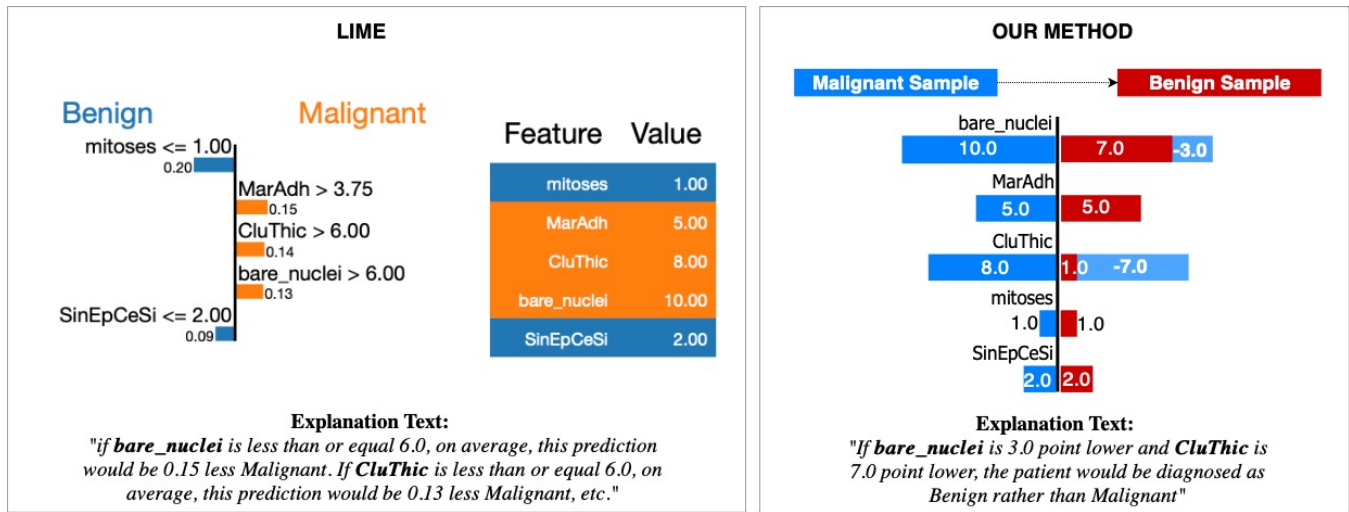 LIME
Benign
Malignant
mitoses <= 1.00
0.20
MarAdh > 3.75
0.15
CluThic > 6.00
0.14
bare_nuclei > 6.00
0.13
SinEpCeSi <= 2.00
0.09
Feature Value
mitoses 1.00
MarAdh 5.00
CluThic 8.00
bare_nuclei 10.00
SinEpCeSi 2.00
Explanation Text:
"if bare_nuclei is less than or equal 6.0, on average, this prediction
would be 0.15 less Malignant. If CluThic is less than or equal 6.0, on
average, this prediction would be 0.13 less Malignant, etc."
OUR METHOD
Malignant Sample
Benign Sample
bare_nuclei
10.0 7.0 -3.0
MarAdh
5.0 5.0
CluThic
8.0 1.0 -7.0
mitoses
1.0 1.0
SinEpCeSi
2.0 2.0
Explanation Text:
"If bare_nuclei is 3.0 point lower and CluThic is
7.0 point lower, the patient would be diagnosed as
Benign rather than Malignant"